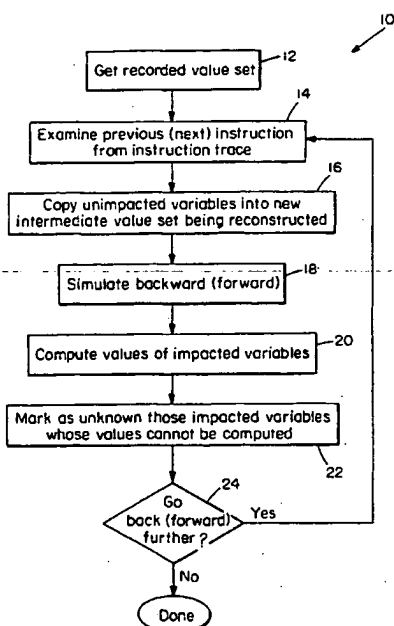 10
12
Get recorded value set
14
Examine previous (next) instruction
from instruction trace
16
Copy unimpacted variables into new
intermediate value set being reconstructed
18
Simulate backward (forward)
20
Compute values of impacted variables
Mark as unknown those impacted variables
whose values cannot be computed
22
24
Go
back (forward)
further?
Yes
No
Done